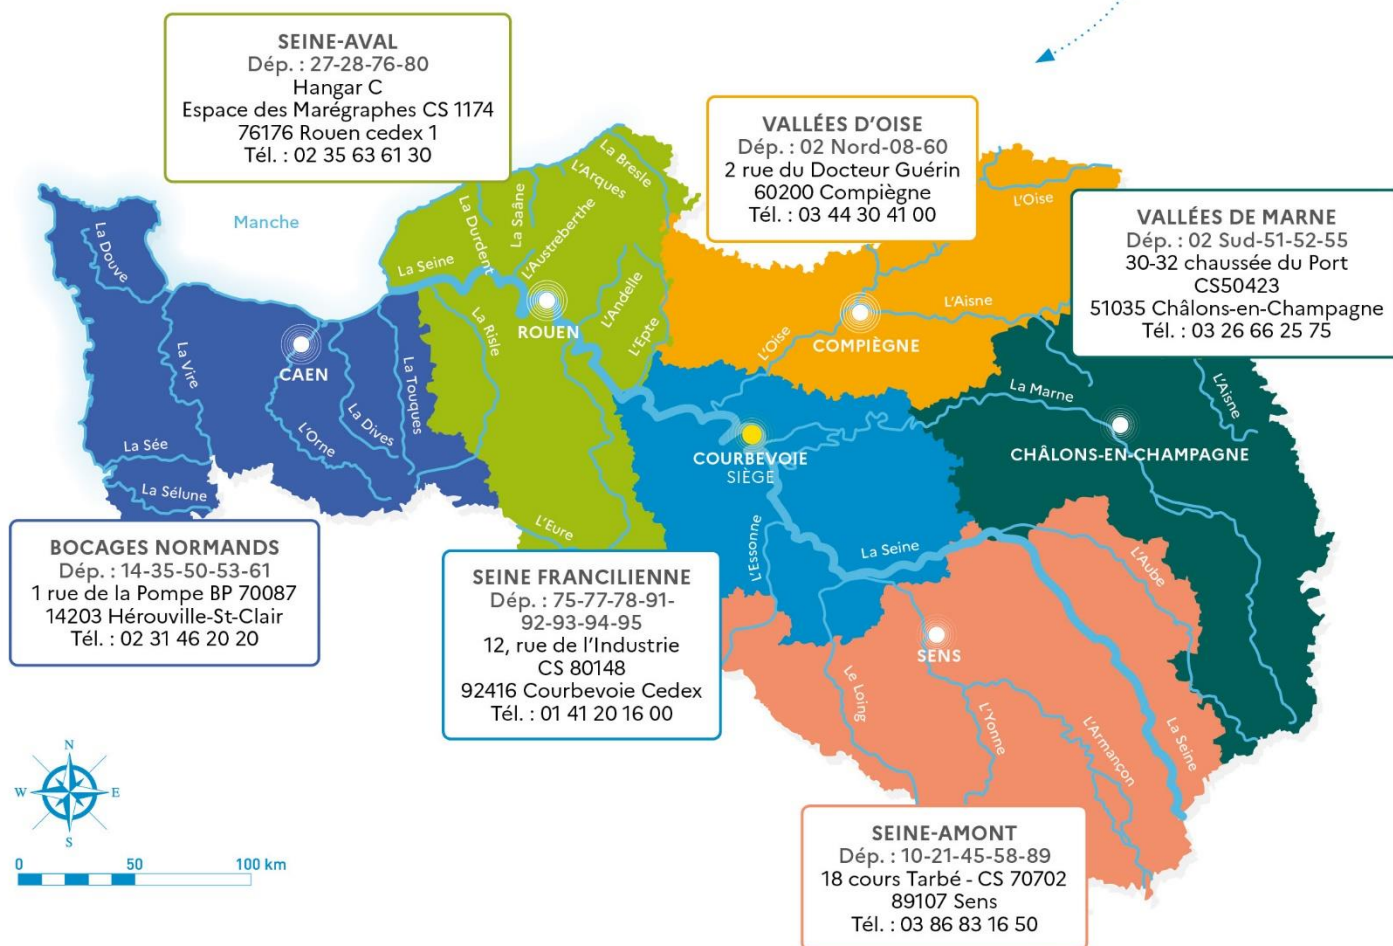 SEINE-AVAL
Dép. : 27-28-76-80
Hangar C
Espace des Marégraphes CS 1174
76176 Rouen cedex 1
Tél. : 02 35 63 61 30
VALLÉES D'OISE
Dép. : 02 Nord-08-60
2 rue du Docteur Guérin
60200 Compiègne
Tél. : 03 44 30 41 00
VALLÉES DE MARNE
Dép. : 02 Sud-51-52-55
30-32 chaussée du Port
CS50423
51035 Châlons-en-Champagne
Tél. : 03 26 66 25 75
Manche
La Douve
La Vire
La Sée
La Sélune
CAEN
L'Orne
La Dives
La Touques
La Seine
La Durdent
La Saâne
L'Austreberthe
L'Arques
La Bresle
ROUEN
La Risle
L'Andelle
L'Epte
L'Eure
L'Oise
L'Oise
L'Aisne
COMPIÈGNE
La Marne
L'Aisne
CHÂLONS-EN-CHAMPAGNE
COURBEVOIE
SIÈGE
L'Essonne
La Seine
L'Aube
SENS
Le Loing
L'Yonne
L'Armançon
La Seine
BOCAGES NORMANDS
Dép. : 14-35-50-53-61
1 rue de la Pompe BP 70087
14203 Hérouville-St-Clair
Tél. : 02 31 46 20 20
SEINE FRANCILIENNE
Dép. : 75-77-78-91-
92-93-94-95
12, rue de l'Industrie
CS 80148
92416 Courbevoie Cedex
Tél. : 01 41 20 16 00
SEINE-AMONT
Dép. : 10-21-45-58-89
18 cours Tarbé - CS 70702
89107 Sens
Tél. : 03 86 83 16 50
N
W E
S
0 50 100 km